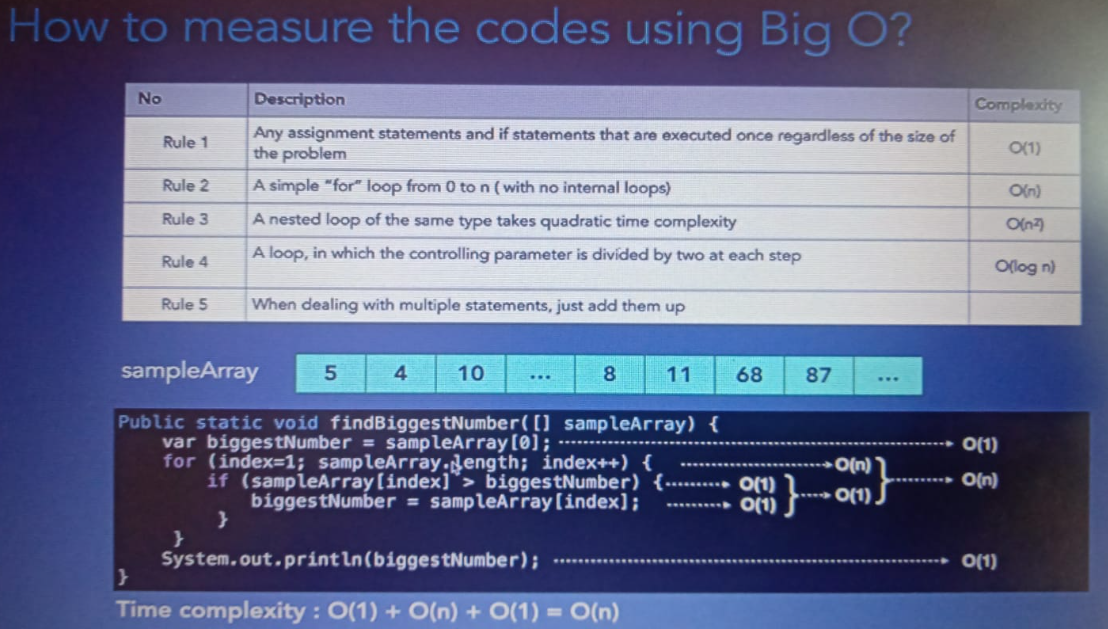 How to measure the codes using Big O?
No Description Complexity
Rule 1 Any assignment statements and if statements that are executed once regardless of the size of
the problem O(1)
Rule 2 A simple "for" loop from 0 to n ( with no internal loops) O(n)
Rule 3 A nested loop of the same type takes quadratic time complexity O(n²)
Rule 4 A loop, in which the controlling parameter is divided by two at each step O(log n)
Rule 5 When dealing with multiple statements, just add them up
sampleArray 5 4 10 ... 8 11 68 87 ...
Public static void findBiggestNumber([] sampleArray) {
var biggestNumber = sampleArray[0]; O(1)
for (index=1; sampleArray.length; index++) { O(n)
if (sampleArray[index] > biggestNumber) { O(1) O(1) O(n)
biggestNumber = sampleArray[index]; O(1)
}
}
System.out.println(biggestNumber); O(1)
}
Time complexity : O(1) + O(n) + O(1) = O(n)